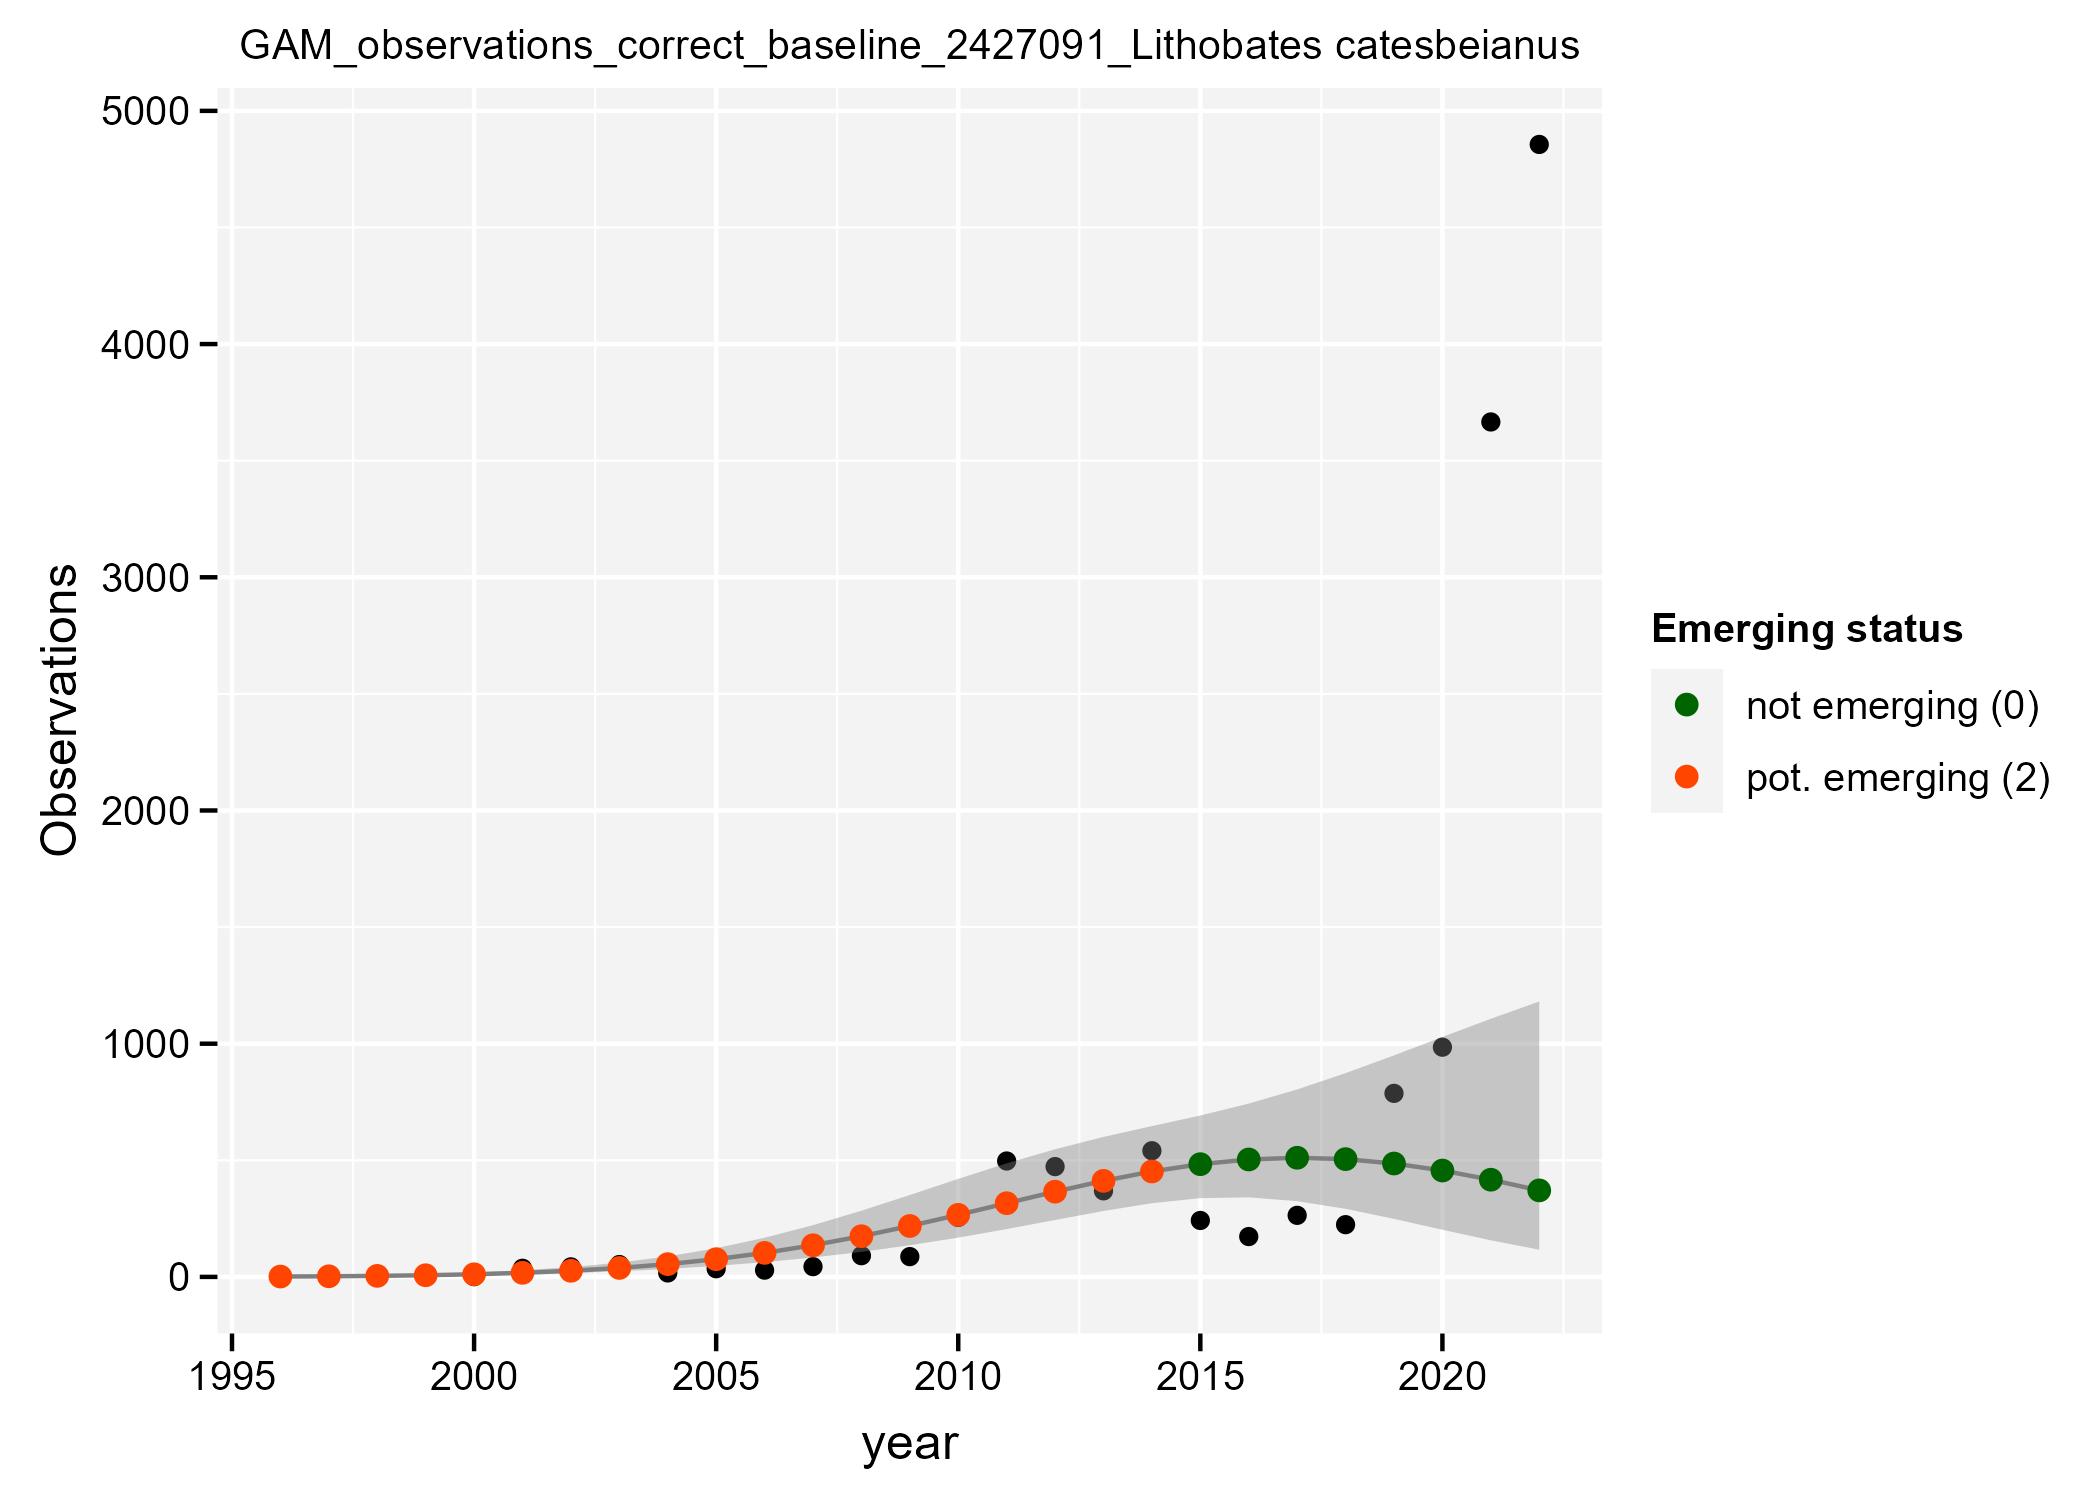 GAM_observations_correct_baseline_2427091_Lithobates catesbeianus
5000
4000
3000
2000
1000
0
Observations
1995
2000
2005
2010
2015
2020
year
Emerging status
not emerging (0)
pot. emerging (2)